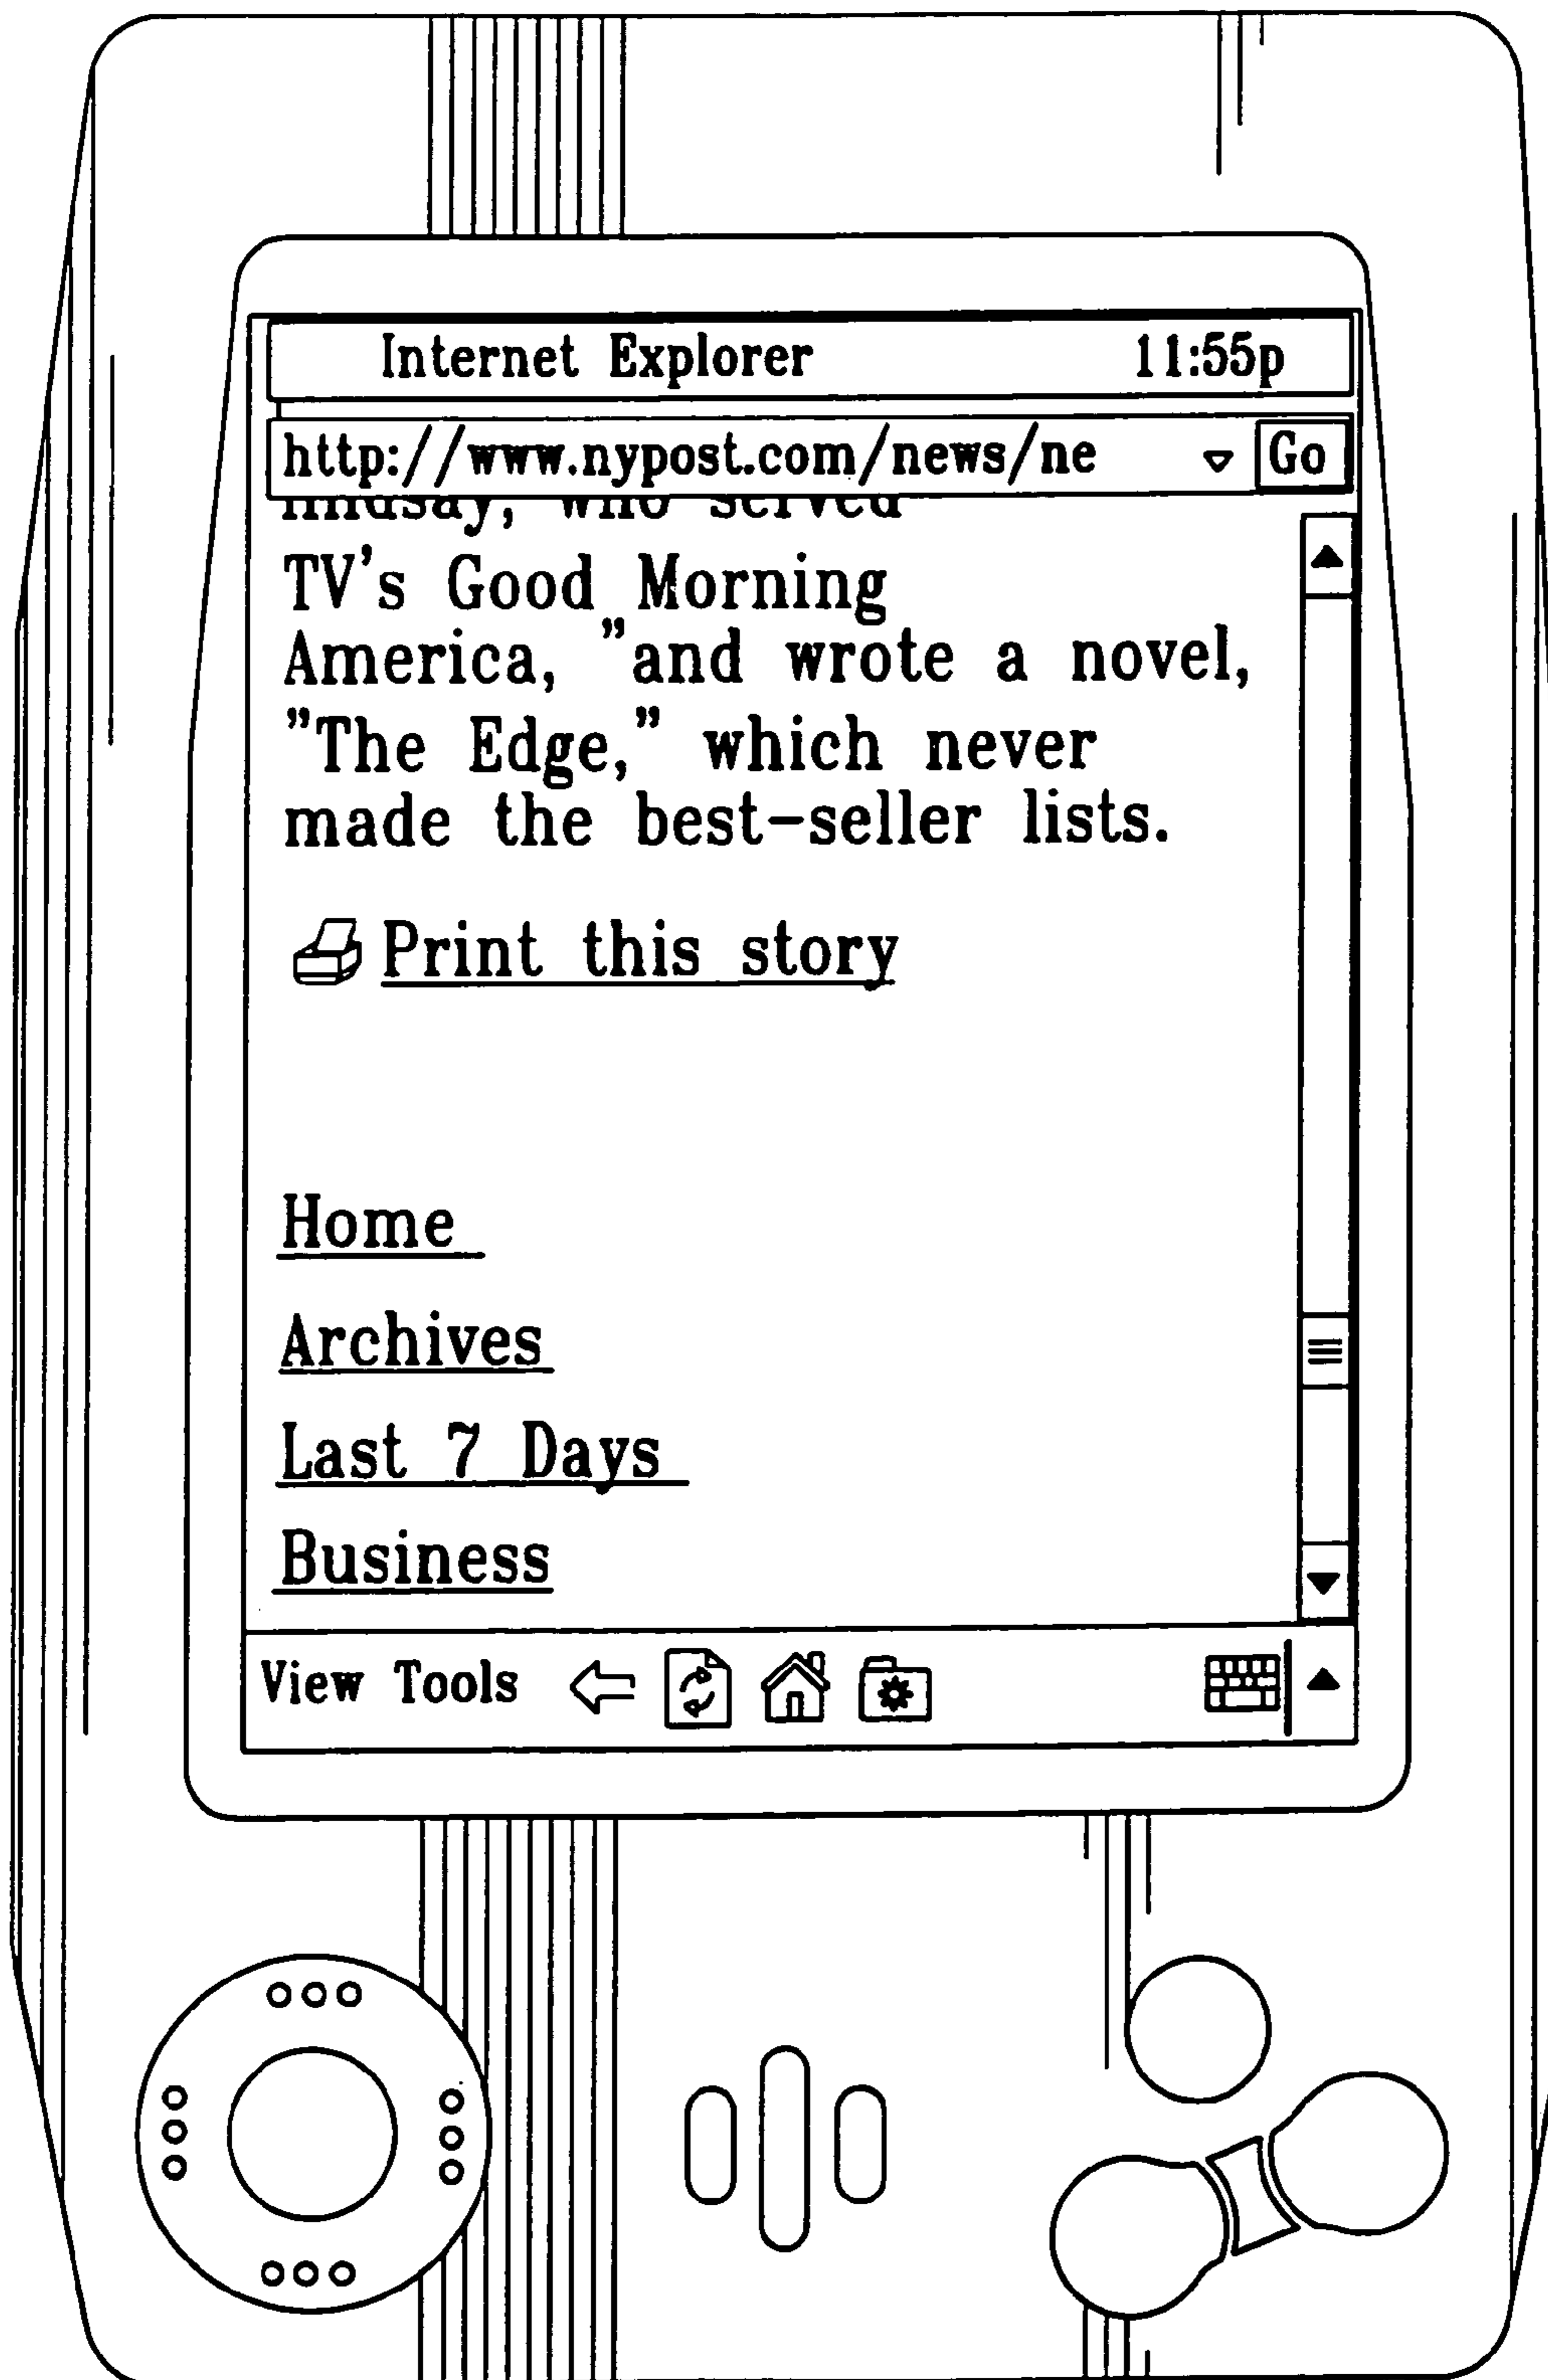 Internet Explorer 11:55p
http://www.nypost.com/news/ne Go
who served
TV's Good Morning
America, "and wrote a novel,
"The Edge," which never
made the best-seller lists.
Print this story
Home
Archives
Last 7 Days
Business
View Tools